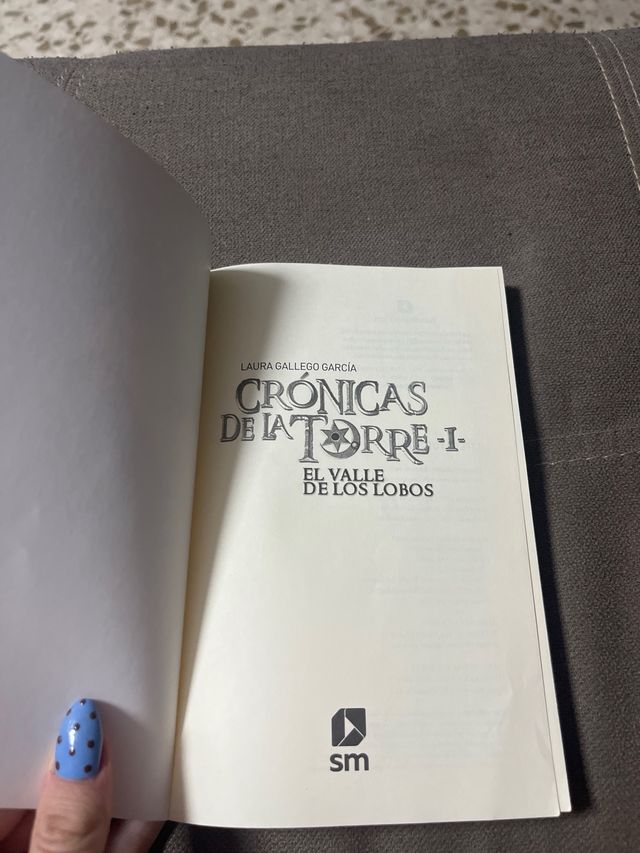 LAURA GALLEGO GARCÍA
CRÓNICAS
DE LA TORRE -I-
EL VALLE
DE LOS LOBOS
sm